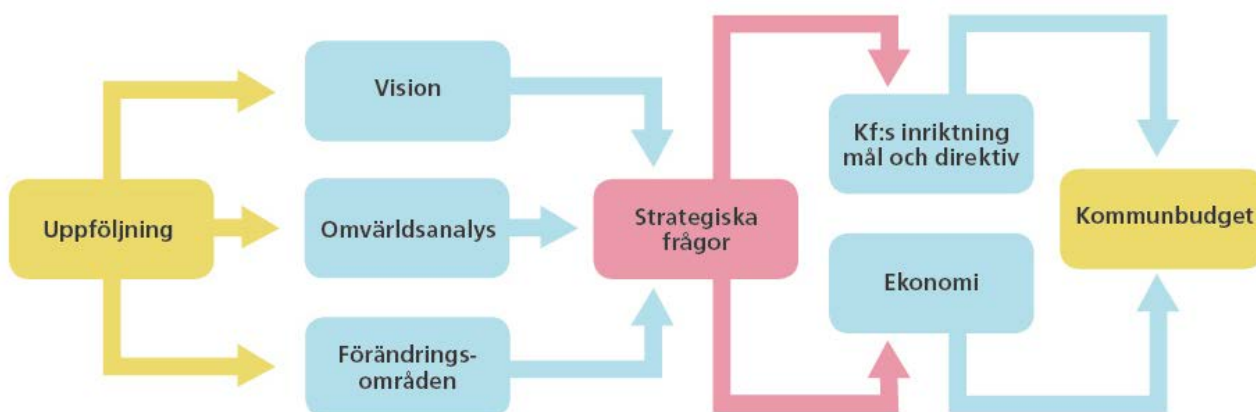 Uppföljning
Vision
Omvärldsanalys
Förändrings-
områden
Strategiska
frågor
Kf:s inriktning
mål och direktiv
Ekonomi
Kommunbudget